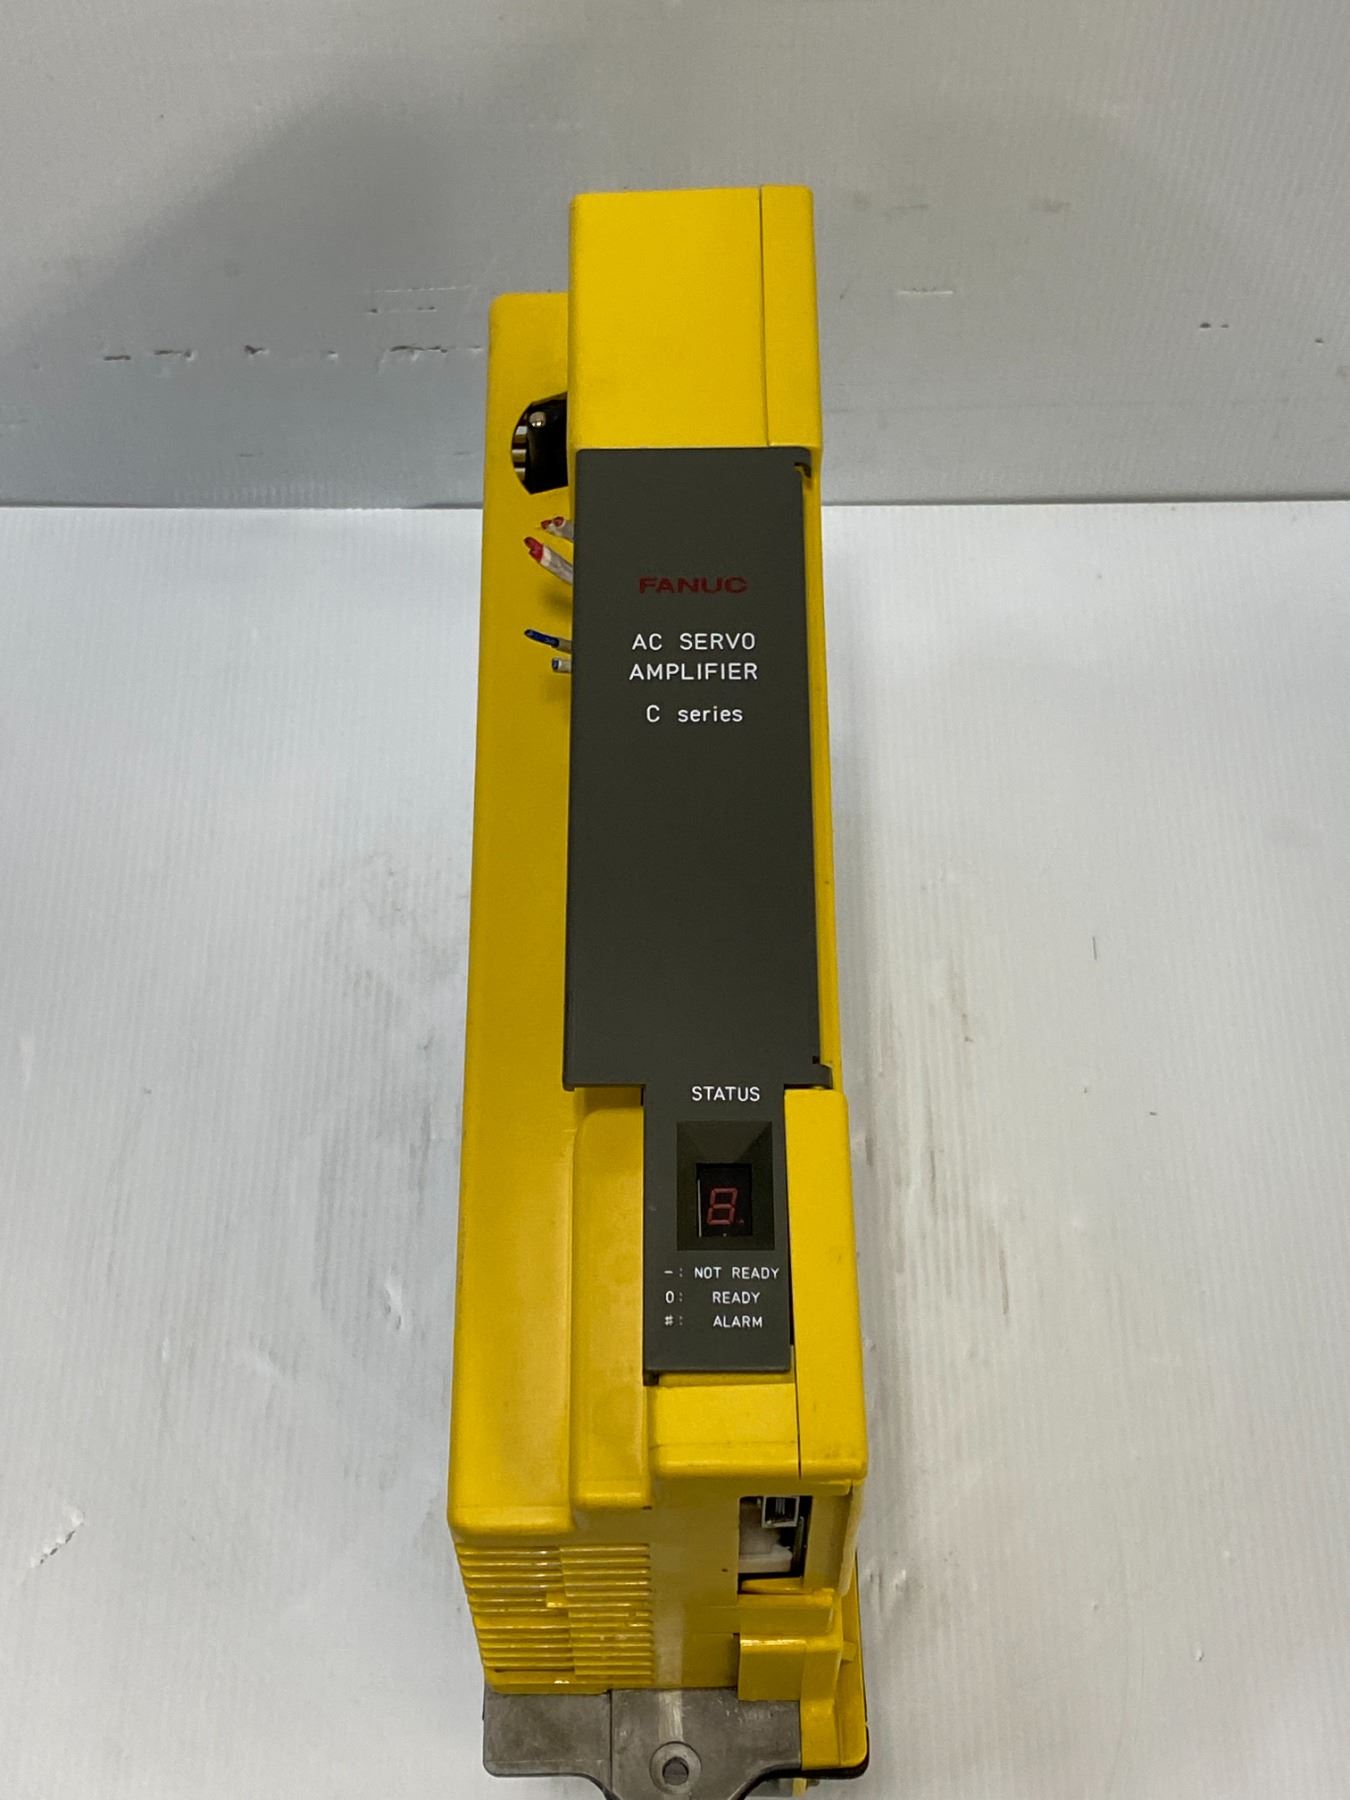 FANUC
AC SERVO
AMPLIFIER
C series
STATUS
8.
-: NOT READY
0: READY
#: ALARM